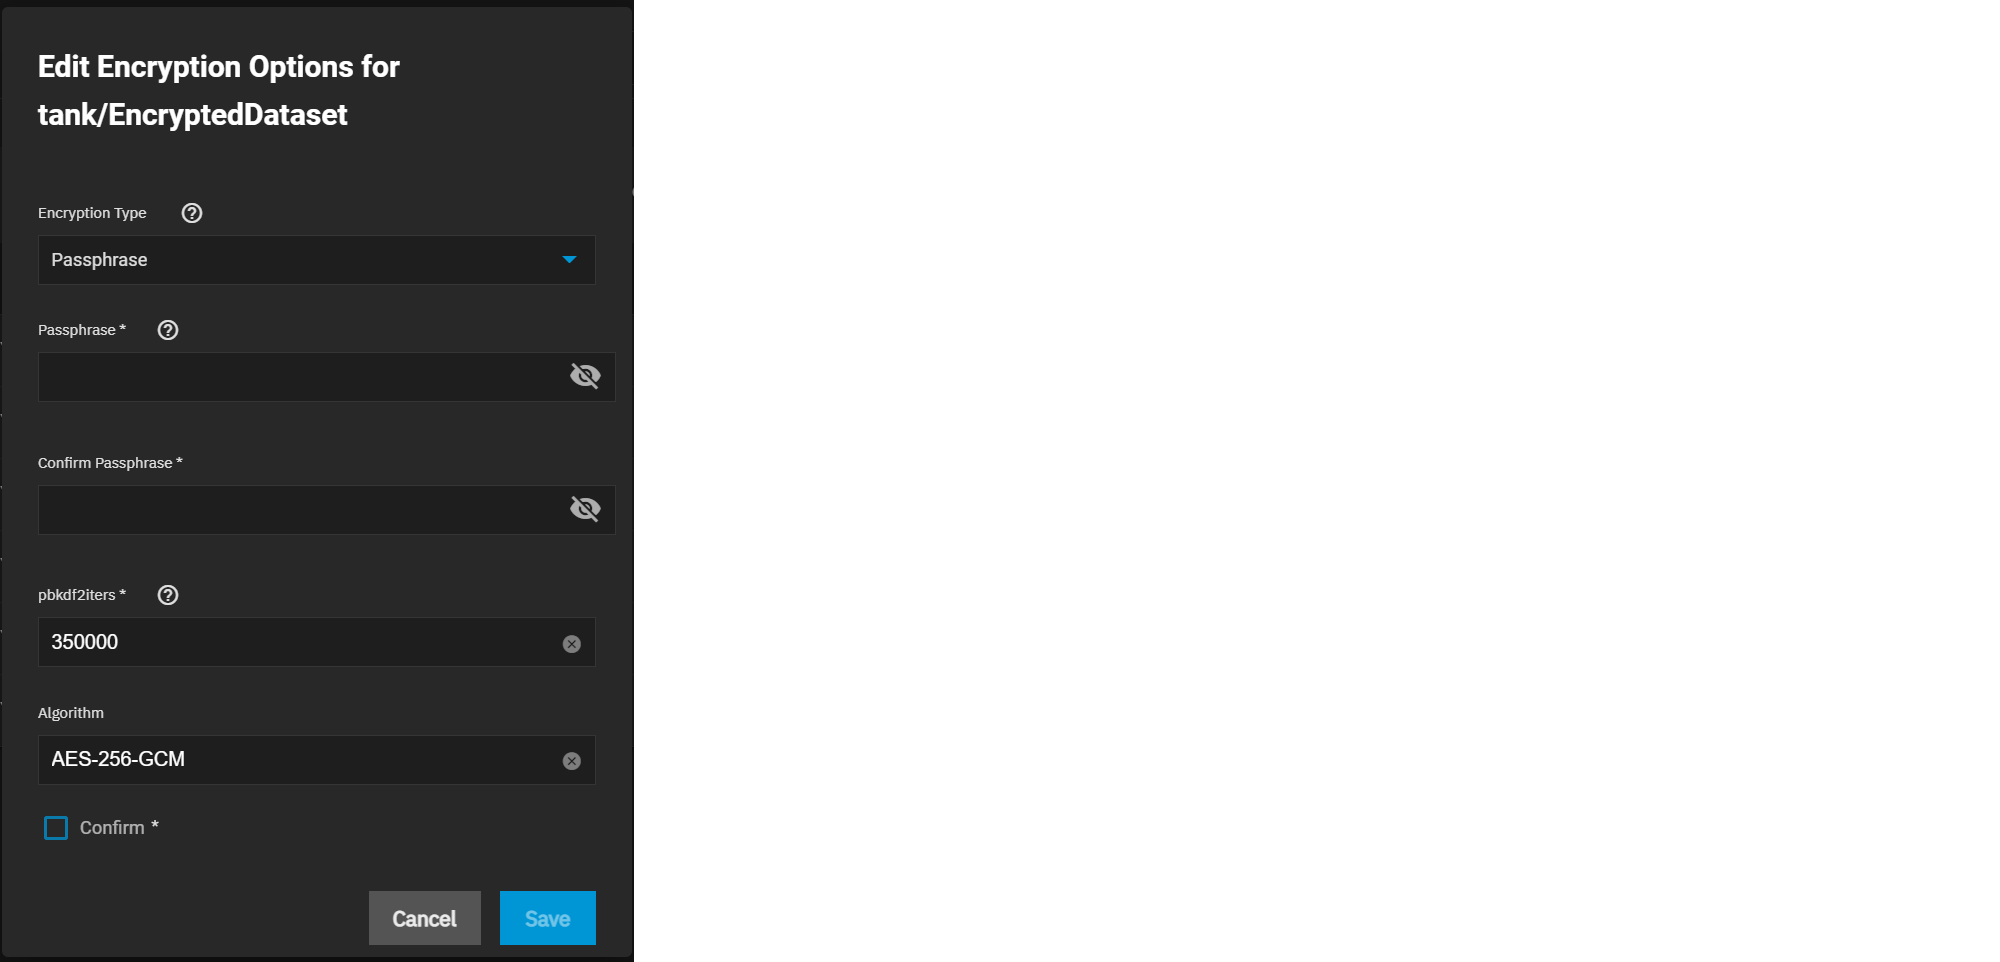 Edit Encryption Options for
tank/EncryptedDataset
Encryption Type
Passphrase
Passphrase *
Confirm Passphrase *
pbkdf2iters *
350000
Algorithm
AES-256-GCM
Confirm *
Cancel Save